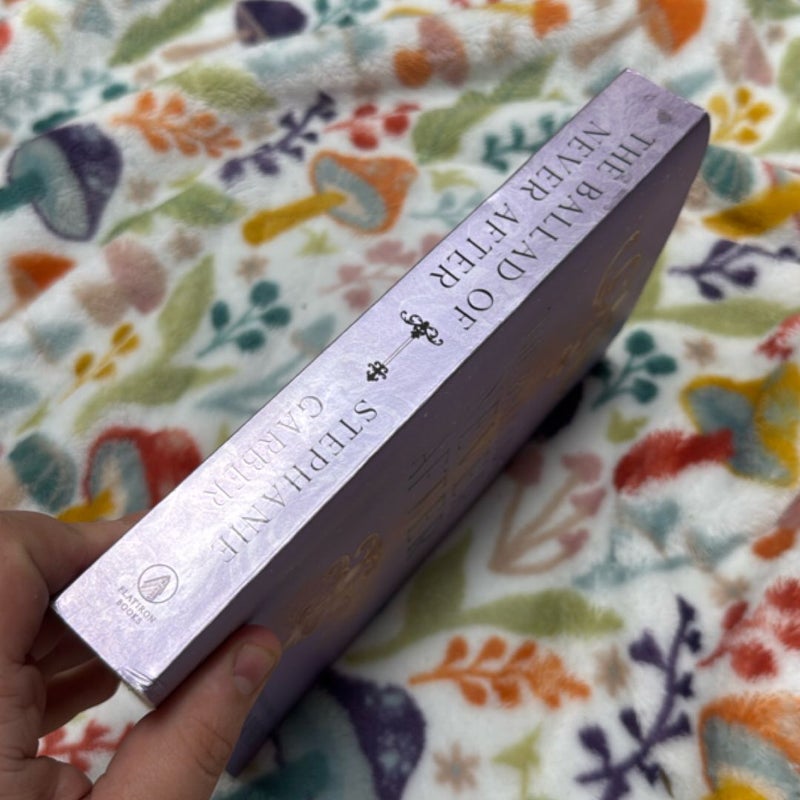 THE BALLAD OF
NEVER AFTER
STEPHANIE
GARBER
FLATIRON
BOOKS